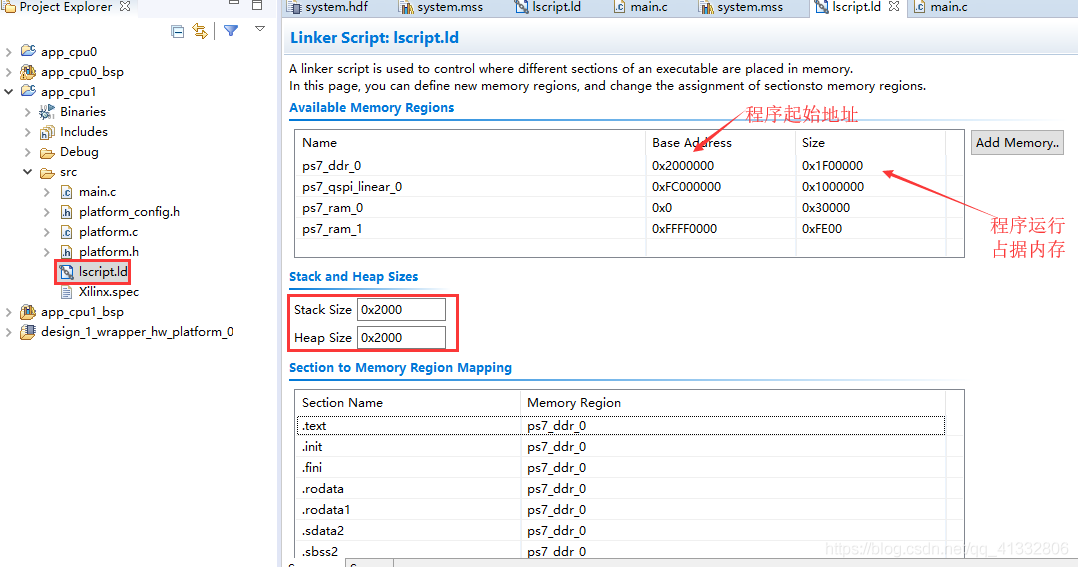 Project Explorer
app_cpu0
app_cpu0_bsp
app_cpu1
Binaries
Includes
Debug
src
main.c
platform_config.h
platform.c
platform.h
lscript.ld
Xilinx.spec
app_cpu1_bsp
design_1_wrapper_hw_platform_0
system.hdf system.mss lscript.ld main.c system.mss lscript.ld main.c
Linker Script: lscript.ld
A linker script is used to control where different sections of an executable are placed in memory.
In this page, you can define new memory regions, and change the assignment of sectionsto memory regions.
Available Memory Regions
程序起始地址
Name Base Address Size
ps7_ddr_0 0x2000000 0x1F00000
ps7_qspi_linear_0 0xFC000000 0x1000000
ps7_ram_0 0x0 0x30000
ps7_ram_1 0xFFFF0000 0xFE00
Add Memory..
程序运行
占据内存
Stack and Heap Sizes
Stack Size 0x2000
Heap Size 0x2000
Section to Memory Region Mapping
Section Name Memory Region
.text ps7_ddr_0
.init ps7_ddr_0
.fini ps7_ddr_0
.rodata ps7_ddr_0
.rodata1 ps7_ddr_0
.sdata2 ps7_ddr_0
.sbss2 ps7_ddr_0
https://blog.csdn.net/qq_41332806